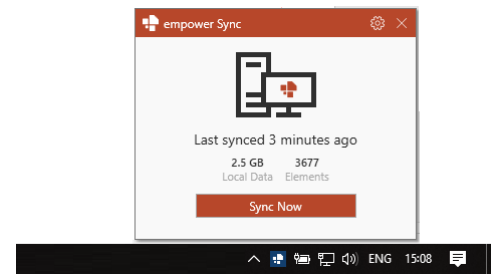 empower Sync
Last synced 3 minutes ago
2.5 GB 3677
Local Data Elements
Sync Now
ENG 15:08